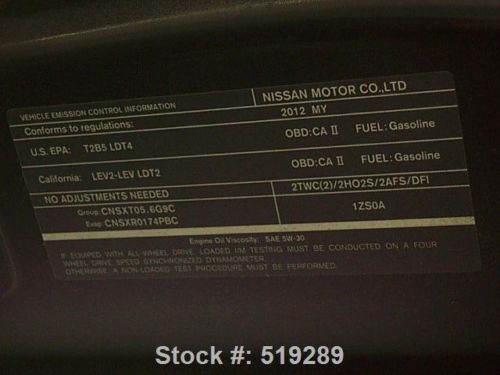 VEHICLE EMISSION CONTROL INFORMATION
NISSAN MOTOR CO.,LTD
Conforms to regulations:
2012 MY
U.S. EPA: T2B5 LDT4
OBD:CA II FUEL: Gasoline
California: LEV2-LEV LDT2
OBD:CA II FUEL: Gasoline
NO ADJUSTMENTS NEEDED
2TWC(2)/2HO2S/2AFS/DFI
Group: CNSXT05.6G9C
Evap: CNSXR0174PBC
1ZS0A
Engine Oil Viscosity: SAE 5W-30
IF EQUIPED WITH ALL-WHEEL DRIVE, LOADED I/M TESTING MUST BE CONDUCTED ON A FOUR
WHEEL DRIVE SPEED SYNCHRONIZED DYNAMOMETER.
OTHERWISE, A NON-LOADED TEST PROCEDURE MUST BE PERFORMED.
Stock #: 519289